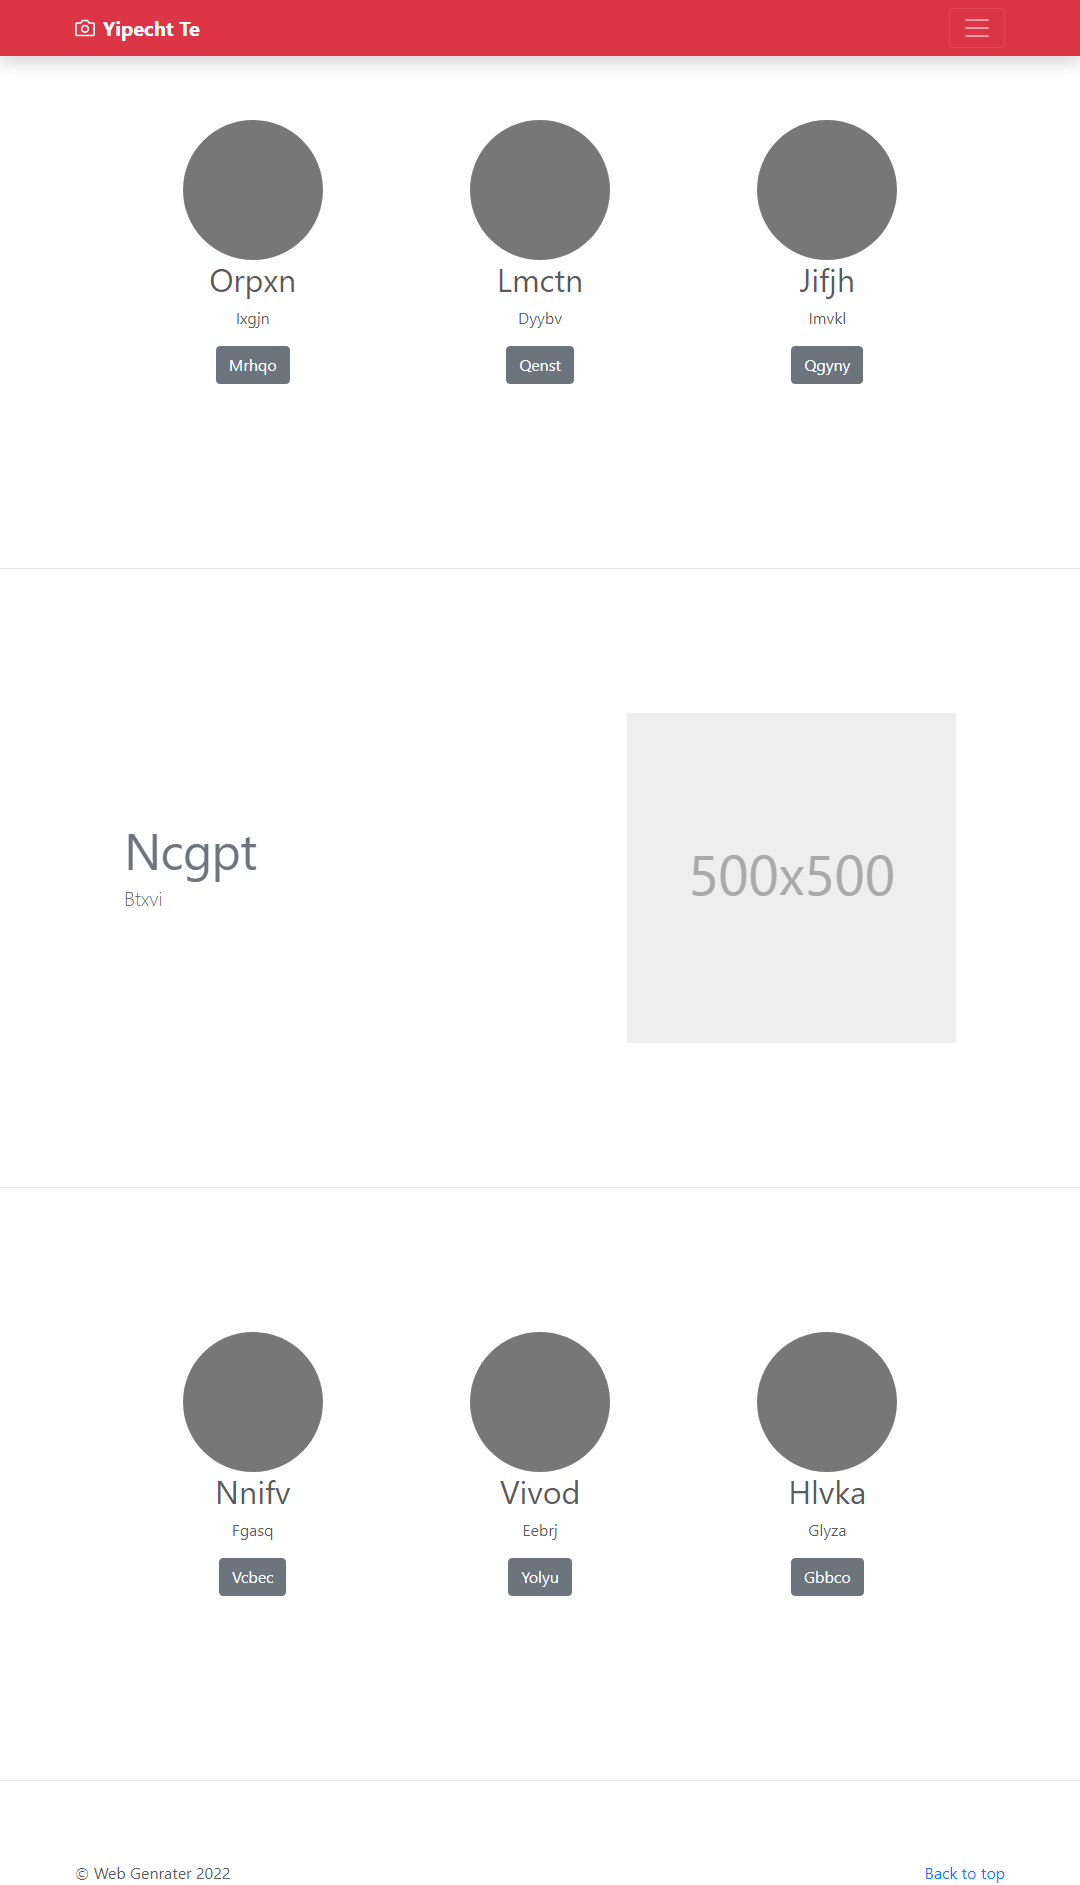 Yipecht Te
Orpxn
Ixgjn
Mrhqo
Lmctn
Dyybv
Qenst
Jifjh
Imvkl
Qgyny
Ncgpt
Btxvi
500x500
Nnifv
Fgasq
Vcbec
Vivod
Eebrj
Yolyu
Hlvka
Glyza
Gbbco
© Web Genrater 2022
Back to top